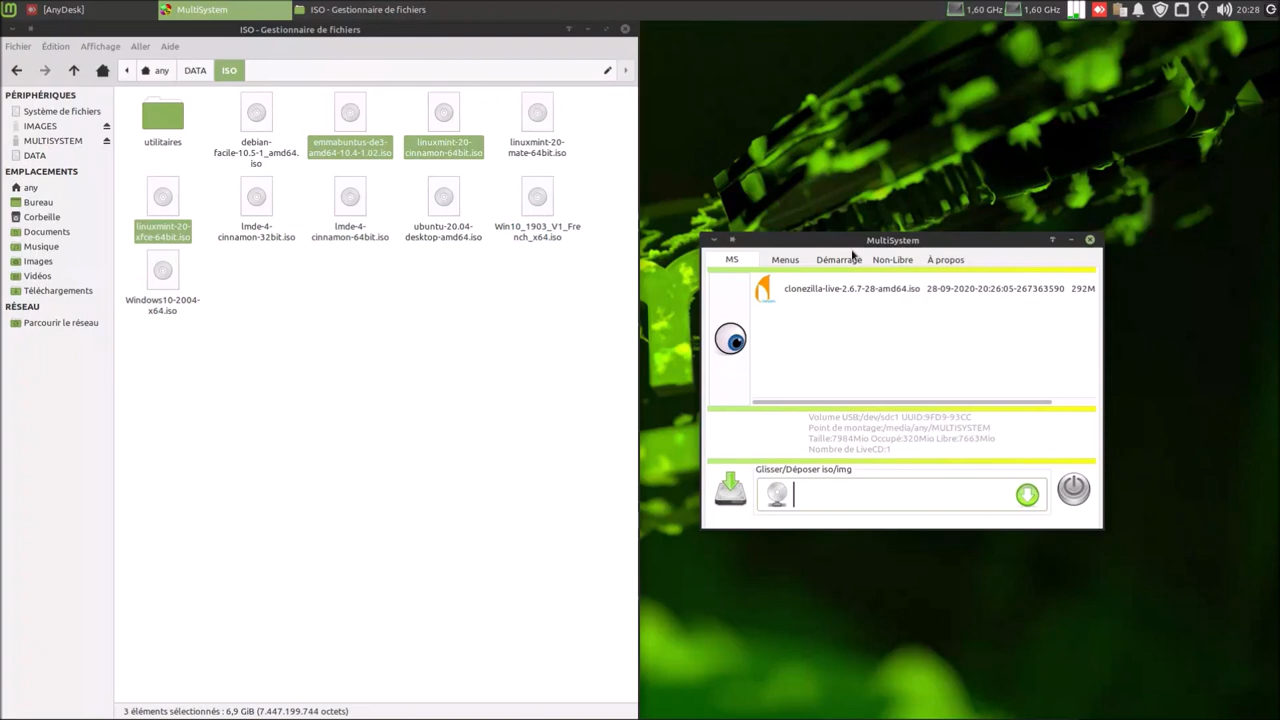 [AnyDesk]
MultiSystem
ISO - Gestionnaire de fichiers
1,60 GHz
1,60 GHz
20:28
ISO - Gestionnaire de fichiers
Fichier Édition Affichage Aller Aide
any DATA ISO
PÉRIPHÉRIQUES
Système de fichiers
IMAGES
MULTISYSTEM
DATA
EMPLACEMENTS
any
Bureau
Corbeille
Documents
Musique
Images
Vidéos
Téléchargements
RÉSEAU
Parcourir le réseau
utilitaires
debian-
facile-10.5-1_amd64.
iso
emmabuntus-de3-
amd64-10.4-1.02.iso
linuxmint-20-
cinnamon-64bit.iso
linuxmint-20-
mate-64bit.iso
linuxmint-20-
xfce-64bit.iso
lmde-4-
cinnamon-32bit.iso
lmde-4-
cinnamon-64bit.iso
ubuntu-20.04-
desktop-amd64.iso
Win10_1903_V1_Fre
nch_x64.iso
Windows10-2004-
x64.iso
3 éléments sélectionnés : 6,9 GiB (7.447.199.744 octets)
MultiSystem
MS Menus Démarrage Non-Libre À propos
clonezilla-live-2.6.7-28-amd64.iso 28-09-2020-20:26:05-267363590 292M
Volume USB:/dev/sdc1 UUID:9FD9-93CC
Point de montage:/media/any/MULTISYSTEM
Taille:7984Mio Occupé:320Mio Libre:7663Mio
Nombre de LiveCD:1
Glisser/Déposer iso/img